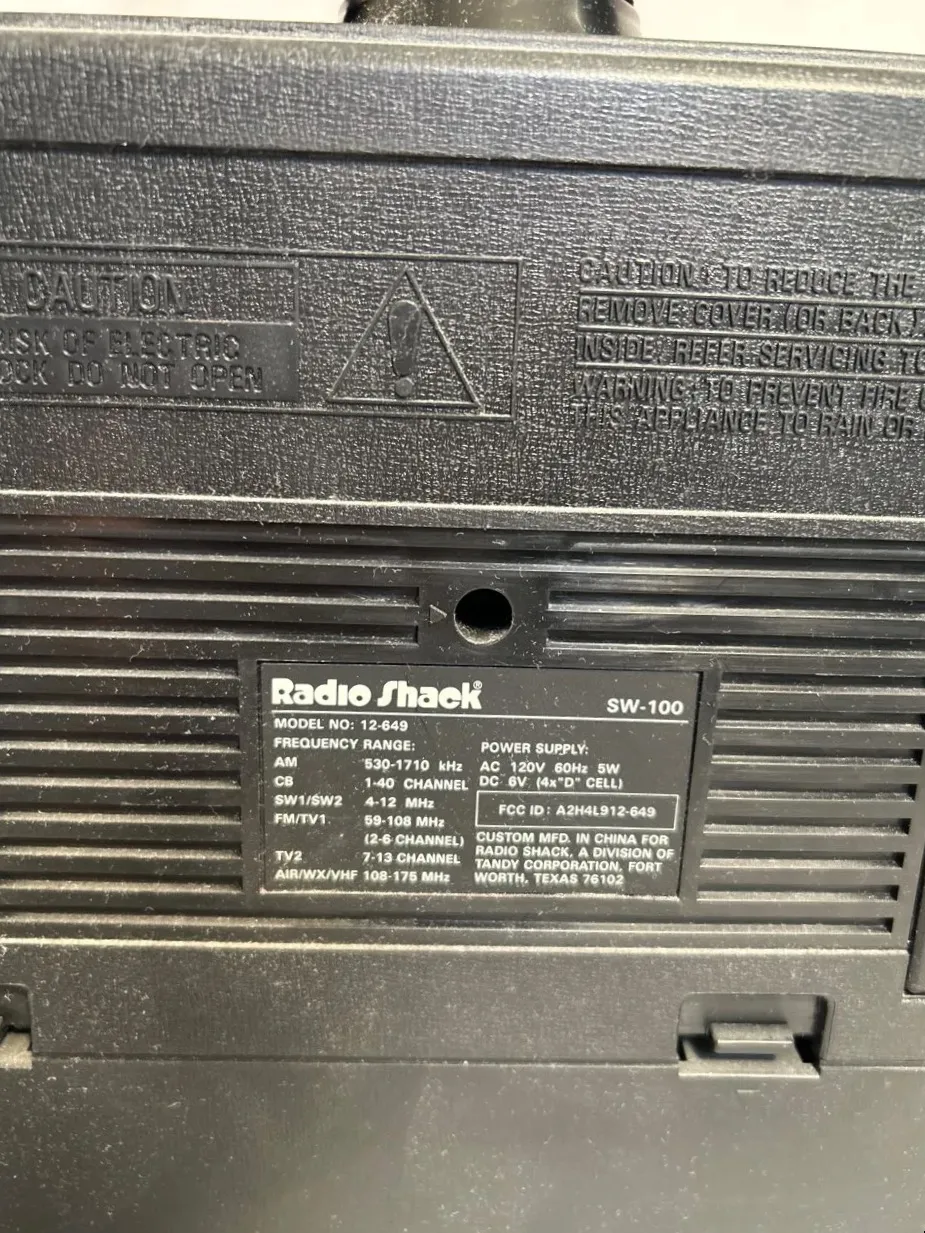 CAUTION
RISK OF ELECTRIC
OCK DO NOT OPEN
CAUTION: TO REDUCE THE
REMOVE COVER (OR BACK).
INSIDE. REFER SERVICING TO
WARNING: TO PREVENT FIRE
THIS APPLIANCE TO RAIN OR
Radio Shack®
SW-100
MODEL NO: 12-649
FREQUENCY RANGE:
AM 530-1710 kHz
CB 1-40 CHANNEL
SW1/SW2 4-12 MHz
FM/TV1 59-108 MHz
(2-6 CHANNEL)
TV2 7-13 CHANNEL
AIR/WX/VHF 108-175 MHz
POWER SUPPLY:
AC 120V 60Hz 5W
DC 6V (4x"D" CELL)
FCC ID: A2H4L912-649
CUSTOM MFD. IN CHINA FOR
RADIO SHACK, A DIVISION OF
TANDY CORPORATION, FORT
WORTH, TEXAS 76102